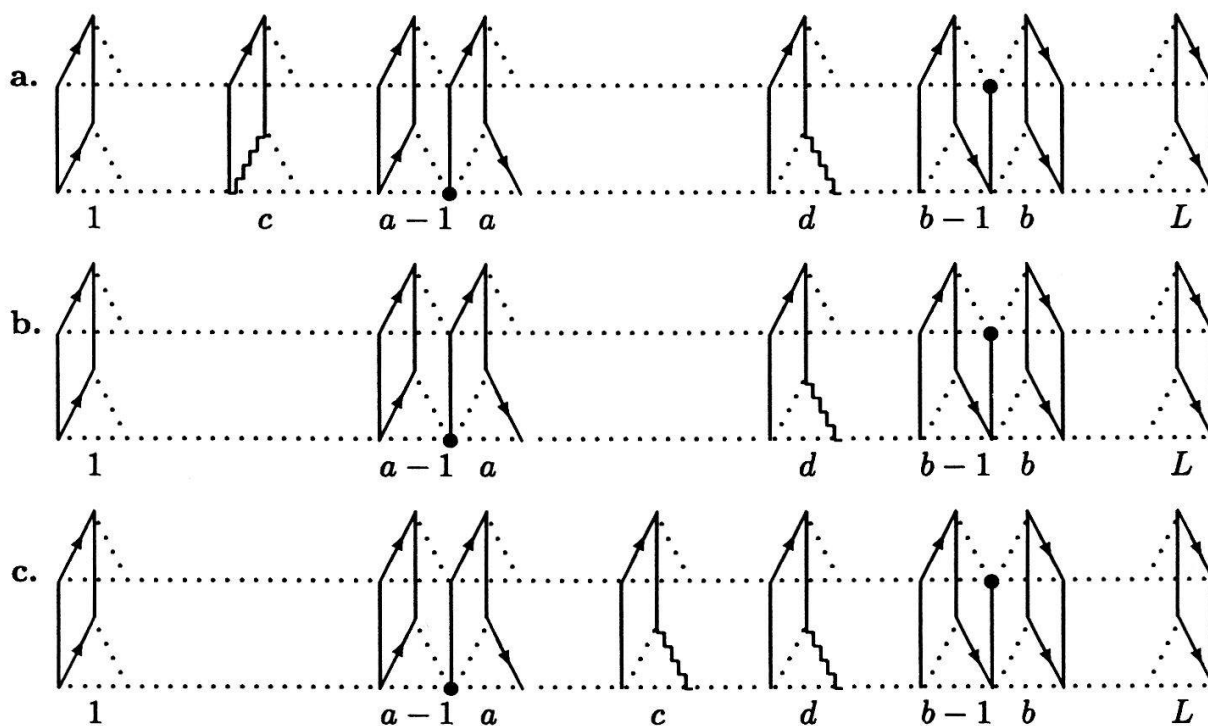 a.
1 c a − 1 a d b − 1 b L
b.
1 a − 1 a d b − 1 b L
c.
1 a − 1 a c d b − 1 b L